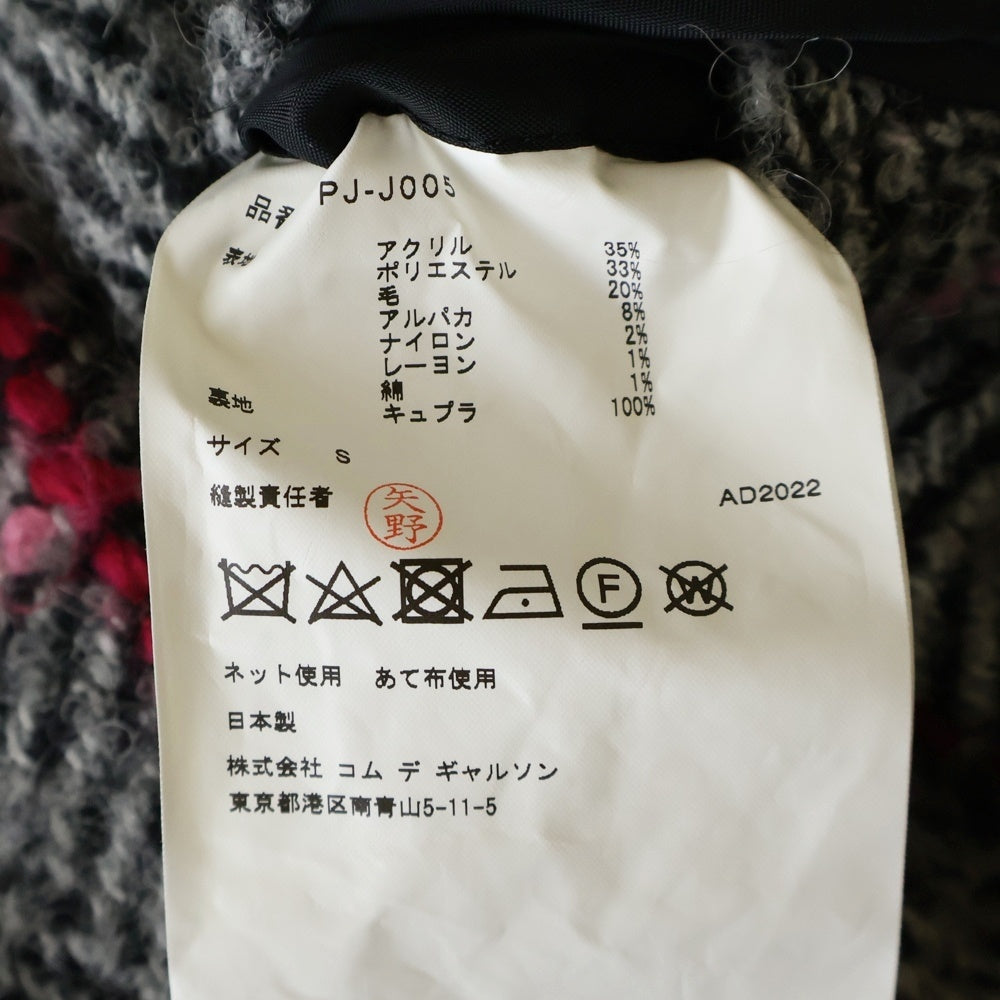 品番 PJ-J005
素材 アクリル 35%
ポリエステル 33%
毛 20%
アルパカ 8%
ナイロン 2%
レーヨン 1%
綿 1%
裏地 キュプラ 100%
サイズ S
縫製責任者 矢野 AD2022
F W
ネット使用 あて布使用
日本製
株式会社 コム デ ギャルソン
東京都港区南青山5-11-5